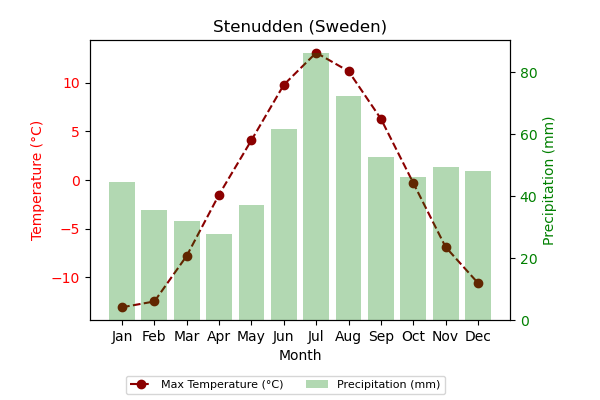 Stenudden (Sweden)
Temperature (°C)
10
5
0
−5
−10
80
60
40
20
0
Precipitation (mm)
Jan Feb Mar Apr May Jun Jul Aug Sep Oct Nov Dec
Month
Max Temperature (°C) Precipitation (mm)